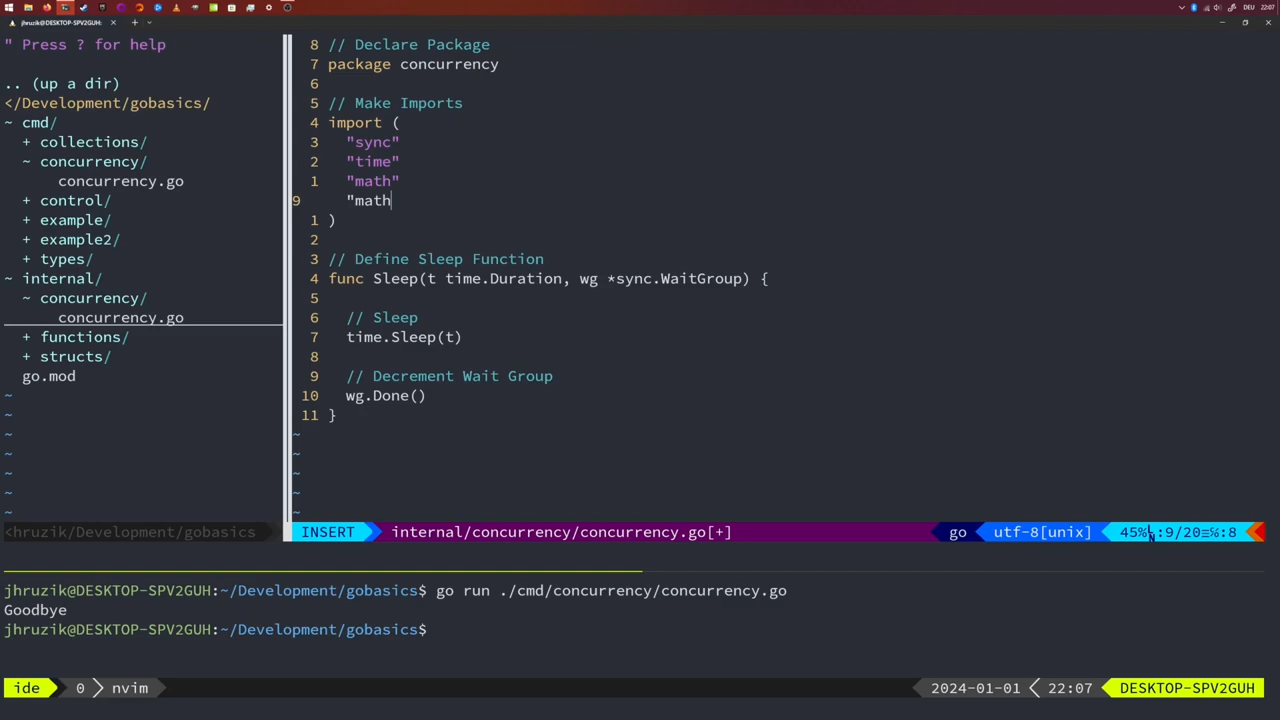 DEU 22:07
jhruzik@DESKTOP-SPV2GUH: ~/Development/gobasics
" Press ? for help
.. (up a dir)
</Development/gobasics/
~ cmd/
+ collections/
~ concurrency/
concurrency.go
+ control/
+ example/
+ example2/
+ types/
~ internal/
~ concurrency/
concurrency.go
+ functions/
+ structs/
go.mod
~
~
~
~
~
~
<hruzik/Development/gobasics
8 // Declare Package
7 package concurrency
6
5 // Make Imports
4 import (
3 "sync"
2 "time"
1 "math"
9 "math
1 )
2
3 // Define Sleep Function
4 func Sleep(t time.Duration, wg *sync.WaitGroup) {
5
6 // Sleep
7 time.Sleep(t)
8
9 // Decrement Wait Group
10 wg.Done()
11 }
~
~
~
~
~
INSERT internal/concurrency/concurrency.go[+] go utf-8[unix] 45%㏑:9/20≡℅:8
jhruzik@DESKTOP-SPV2GUH:~/Development/gobasics$ go run ./cmd/concurrency/concurrency.go
Goodbye
jhruzik@DESKTOP-SPV2GUH:~/Development/gobasics$
ide 0 nvim 2024-01-01 22:07 DESKTOP-SPV2GUH